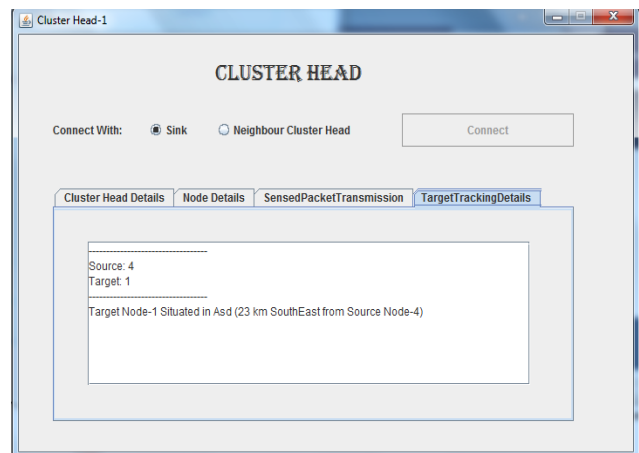 Cluster Head-1
CLUSTER HEAD
Connect With: Sink Neighbour Cluster Head Connect
Cluster Head Details Node Details SensedPacketTransmission TargetTrackingDetails
---------------------------------
Source: 4
Target: 1
---------------------------------
Target Node-1 Situated in Asd (23 km SouthEast from Source Node-4)